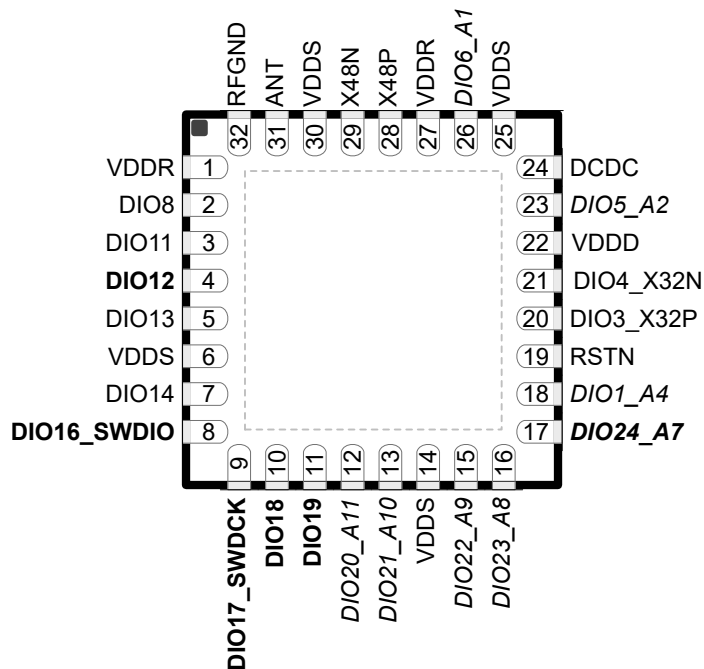 RFGND
ANT
VDDS
X48N
X48P
VDDR
DIO6_A1
VDDS
32
31
30
29
28
27
26
25
VDDR 1
24 DCDC
DIO8 2
23 DIO5_A2
DIO11 3
22 VDDD
DIO12 4
21 DIO4_X32N
DIO13 5
20 DIO3_X32P
VDDS 6
19 RSTN
DIO14 7
18 DIO1_A4
DIO16_SWDIO 8
17 DIO24_A7
9
10
11
12
13
14
15
16
DIO17_SWDCK
DIO18
DIO19
DIO20_A11
DIO21_A10
VDDS
DIO22_A9
DIO23_A8